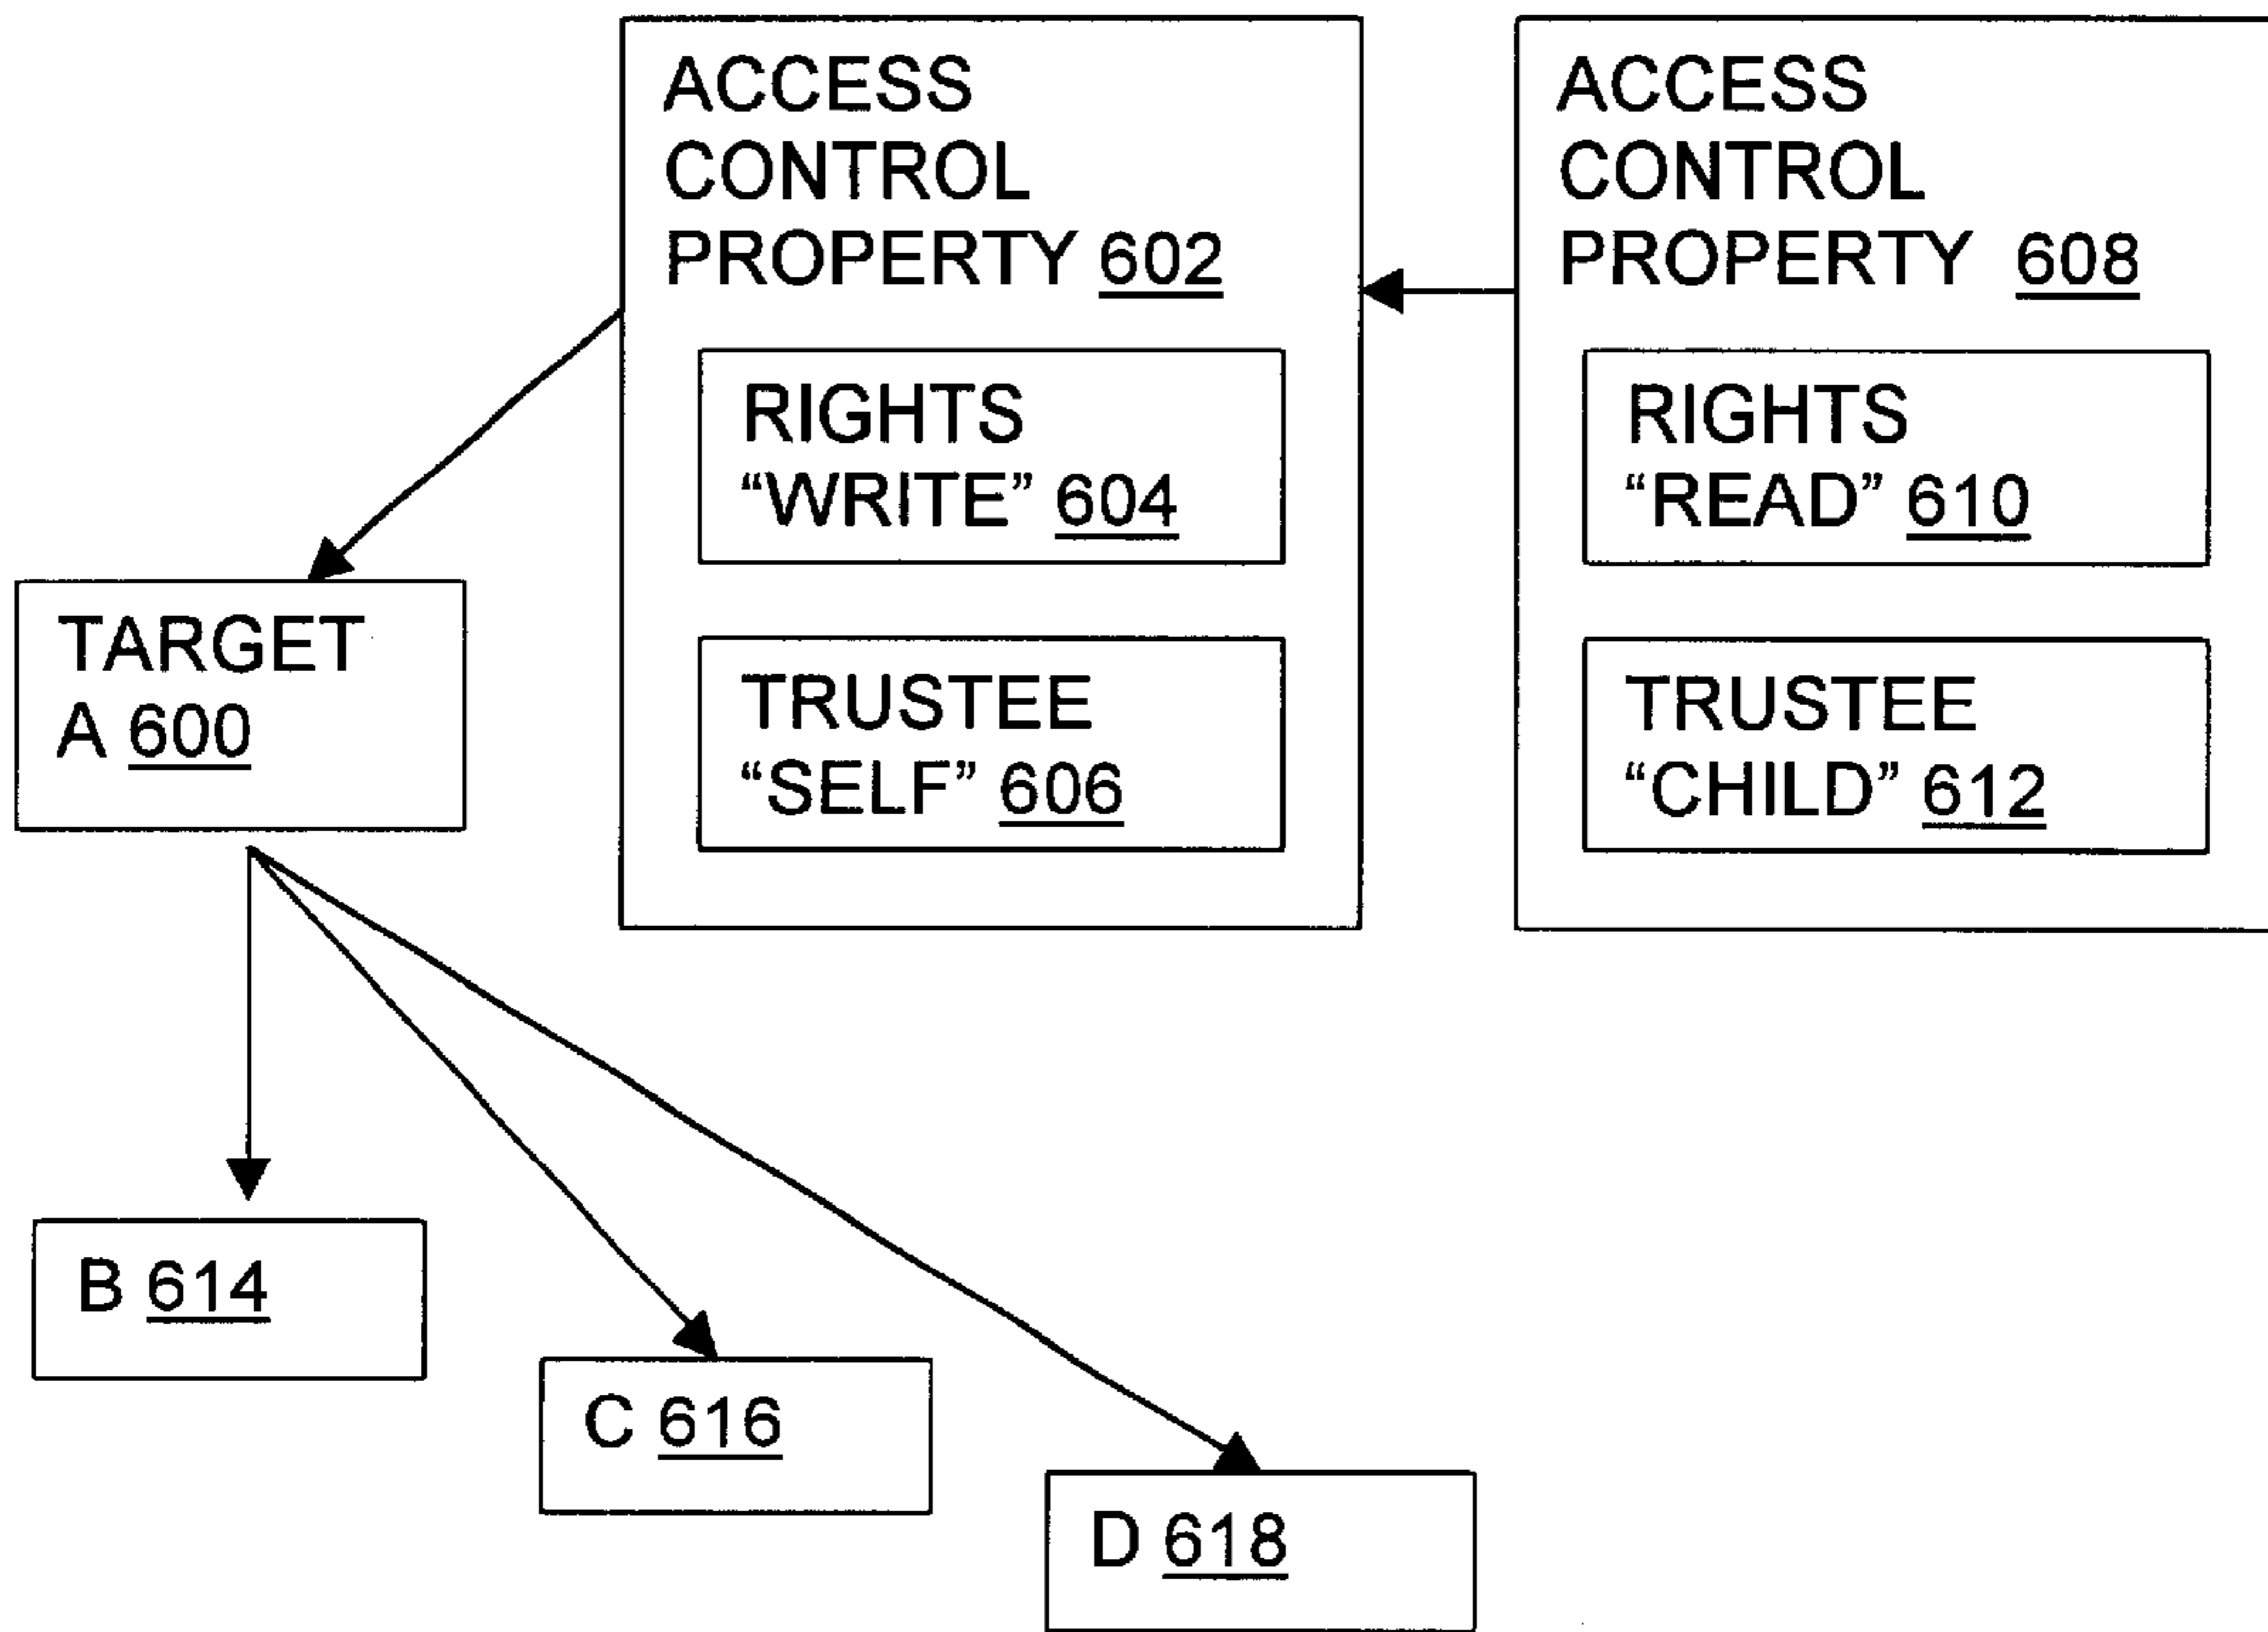 ACCESS
CONTROL
PROPERTY 602
RIGHTS
“WRITE” 604
TRUSTEE
“SELF” 606
ACCESS
CONTROL
PROPERTY 608
RIGHTS
“READ” 610
TRUSTEE
“CHILD” 612
TARGET
A 600
B 614
C 616
D 618